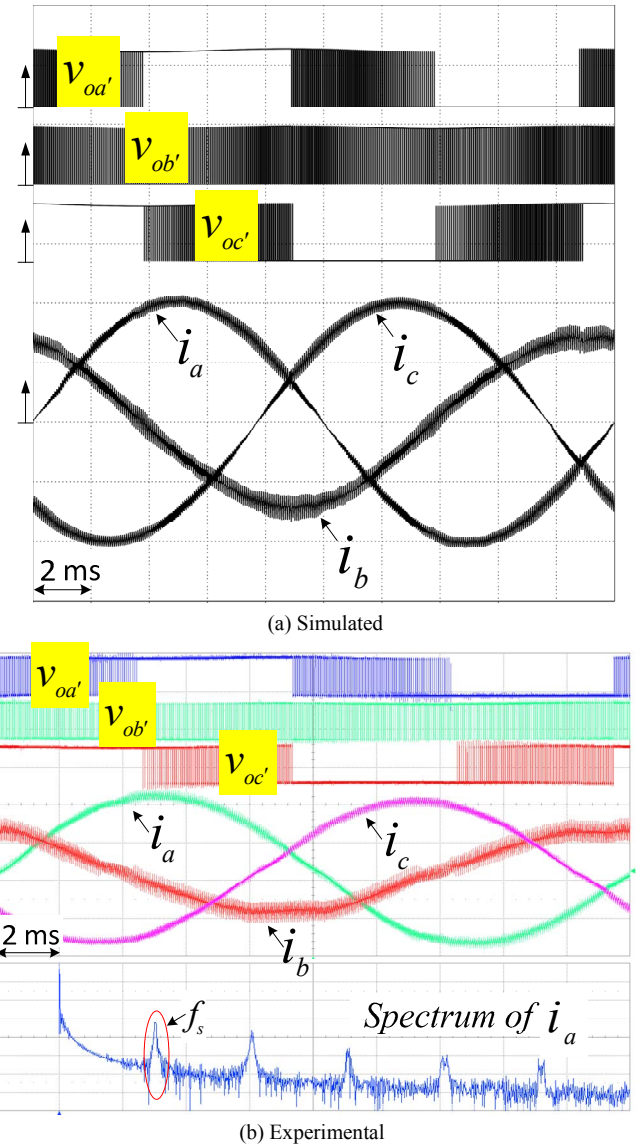 v_{oa'}
v_{ob'}
v_{oc'}
i_a
i_c
i_b
2 ms
(a) Simulated
v_{oa'}
v_{ob'}
v_{oc'}
i_a
i_c
i_b
2 ms
f_s
Spectrum of i_a
(b) Experimental